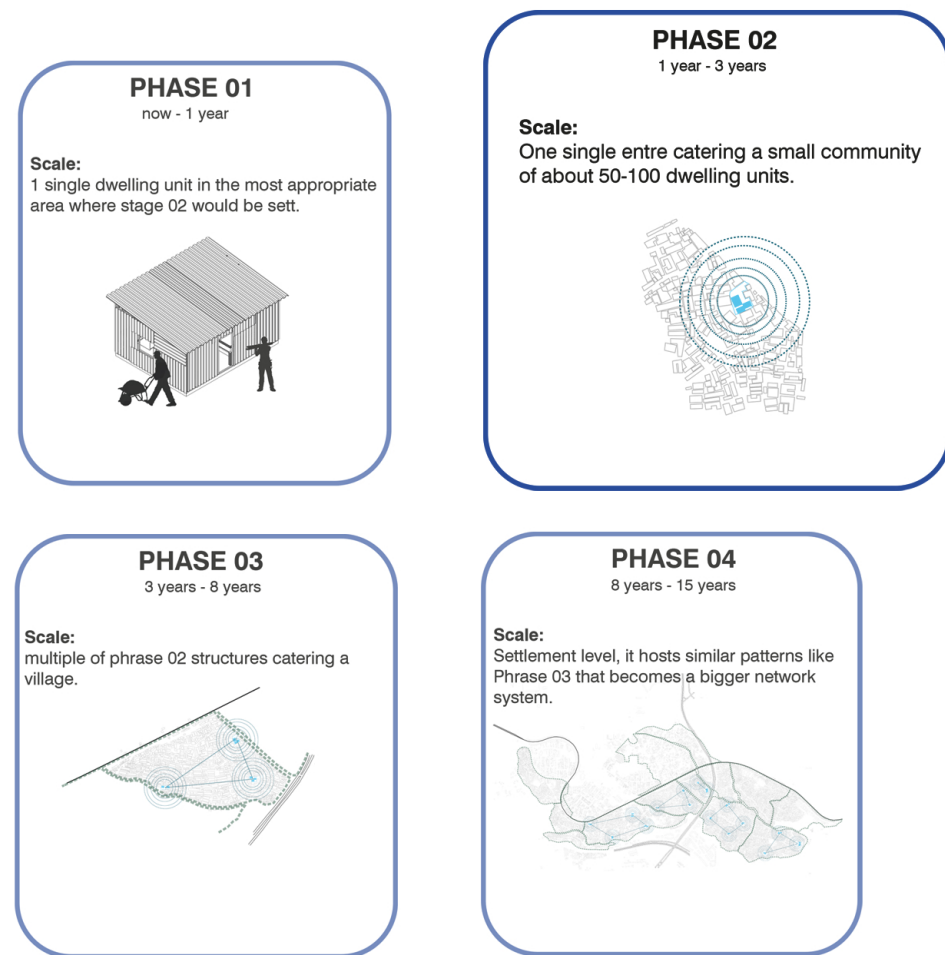 PHASE 01
now - 1 year
Scale:
1 single dwelling unit in the most appropriate
area where stage 02 would be sett.
PHASE 02
1 year - 3 years
Scale:
One single entre catering a small community
of about 50-100 dwelling units.
PHASE 03
3 years - 8 years
Scale:
multiple of phrase 02 structures catering a
village.
PHASE 04
8 years - 15 years
Scale:
Settlement level, it hosts similar patterns like
Phrase 03 that becomes a bigger network
system.